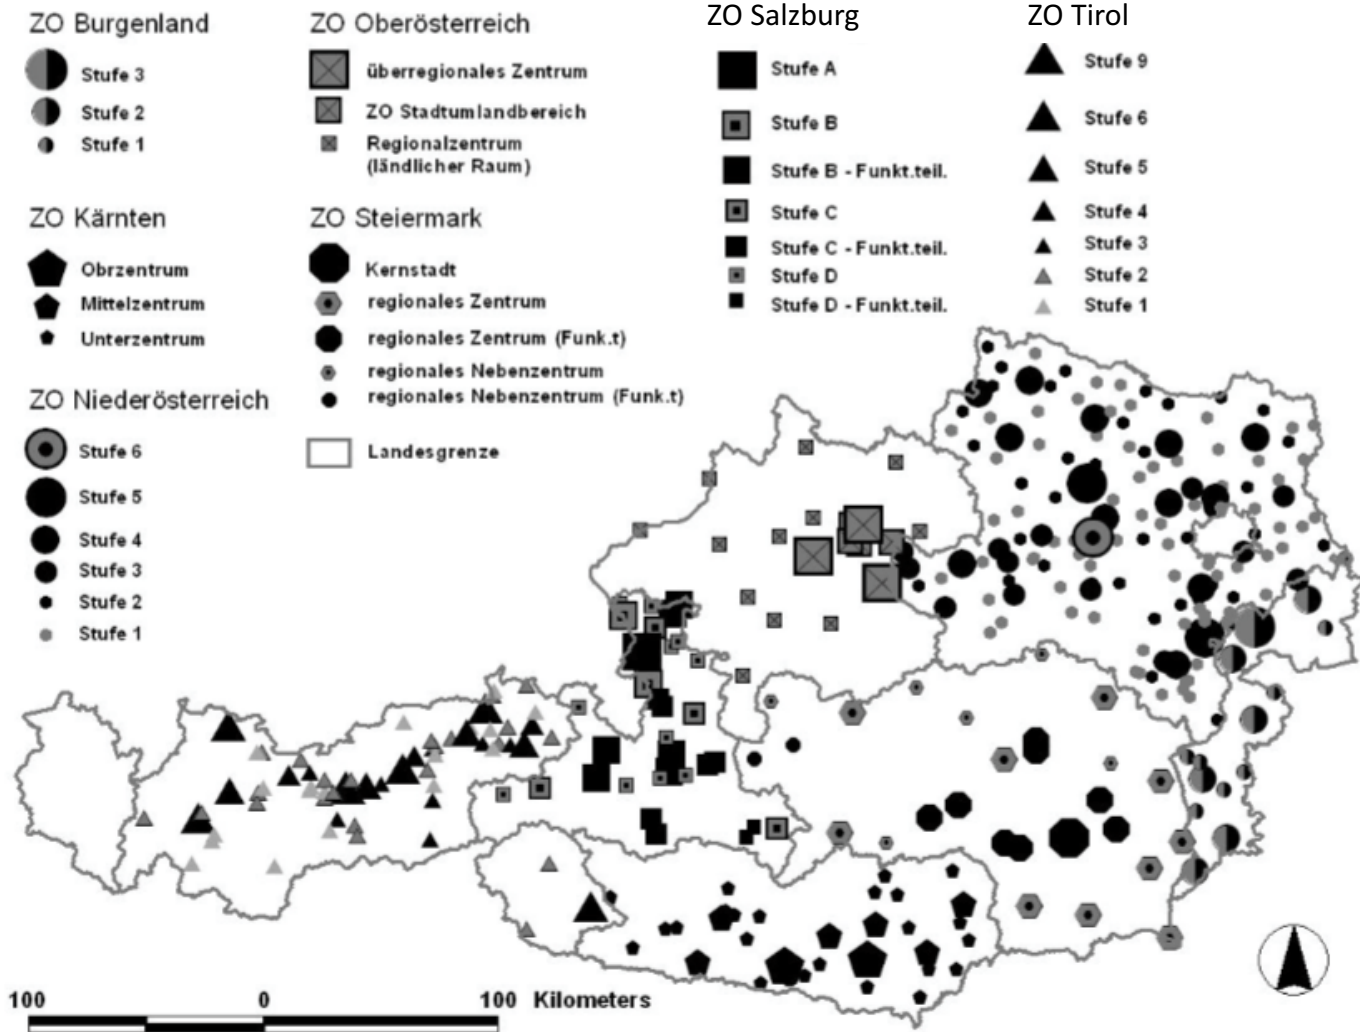 ZO Burgenland
Stufe 3
Stufe 2
Stufe 1
ZO Kärnten
Obrzentrum
Mittelzentrum
Unterzentrum
ZO Niederösterreich
Stufe 6
Stufe 5
Stufe 4
Stufe 3
Stufe 2
Stufe 1
ZO Oberösterreich
überregionales Zentrum
ZO Stadtumlandbereich
Regionalzentrum
(ländlicher Raum)
ZO Steiermark
Kernstadt
regionales Zentrum
regionales Zentrum (Funk.t)
regionales Nebenzentrum
regionales Nebenzentrum (Funk.t)
Landesgrenze
ZO Salzburg
Stufe A
Stufe B
Stufe B - Funkt.teil.
Stufe C
Stufe C - Funkt.teil.
Stufe D
Stufe D - Funkt.teil.
ZO Tirol
Stufe 9
Stufe 6
Stufe 5
Stufe 4
Stufe 3
Stufe 2
Stufe 1
100 0 100 Kilometers